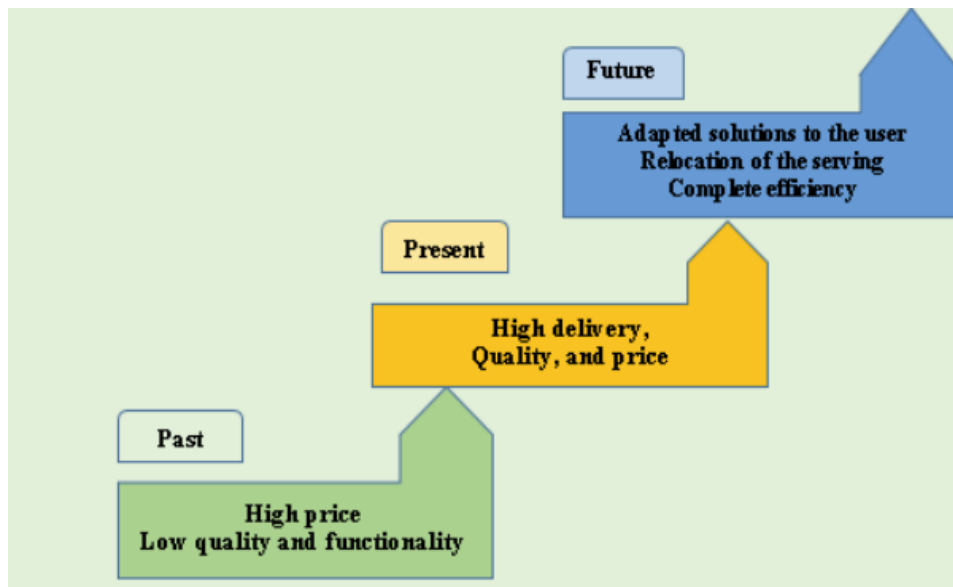 Future
Adapted solutions to the user
Relocation of the serving
Complete efficiency
Present
High delivery,
Quality, and price
Past
High price
Low quality and functionality